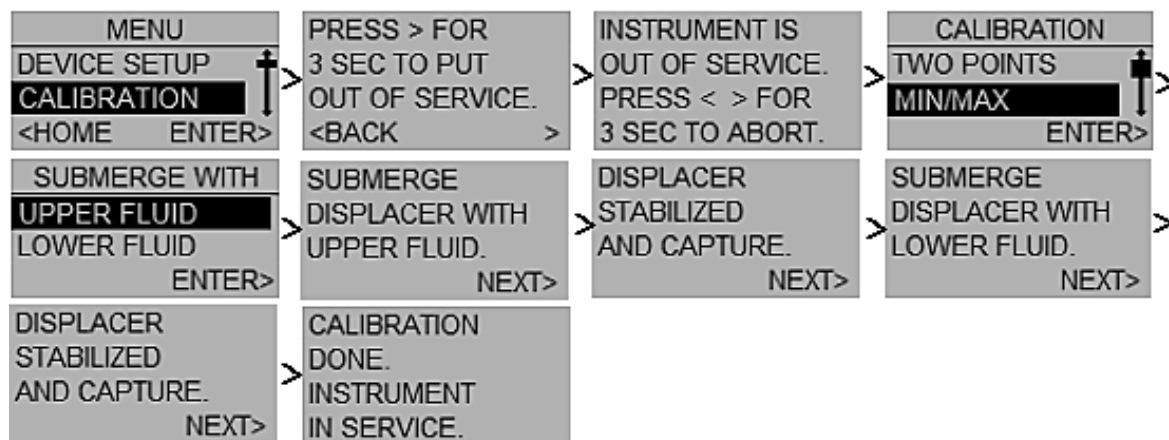 MENU
DEVICE SETUP
CALIBRATION
<HOME ENTER>
>
PRESS > FOR
3 SEC TO PUT
OUT OF SERVICE.
<BACK >
>
INSTRUMENT IS
OUT OF SERVICE.
PRESS < > FOR
3 SEC TO ABORT.
>
CALIBRATION
TWO POINTS
MIN/MAX
ENTER>
>
SUBMERGE WITH
UPPER FLUID
LOWER FLUID
ENTER>
>
SUBMERGE
DISPLACER WITH
UPPER FLUID.
NEXT>
>
DISPLACER
STABILIZED
AND CAPTURE.
NEXT>
>
SUBMERGE
DISPLACER WITH
LOWER FLUID.
NEXT>
>
DISPLACER
STABILIZED
AND CAPTURE.
NEXT>
>
CALIBRATION
DONE.
INSTRUMENT
IN SERVICE.